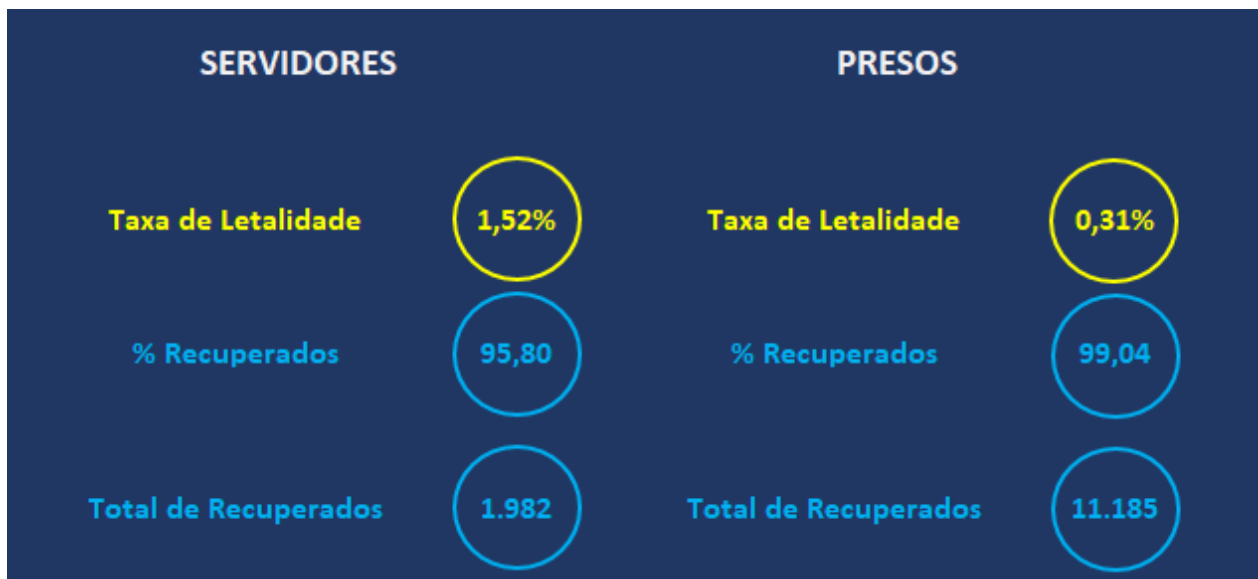 SERVIDORES
PRESOS
Taxa de Letalidade 1,52%
Taxa de Letalidade 0,31%
% Recuperados 95,80
% Recuperados 99,04
Total de Recuperados 1.982
Total de Recuperados 11.185